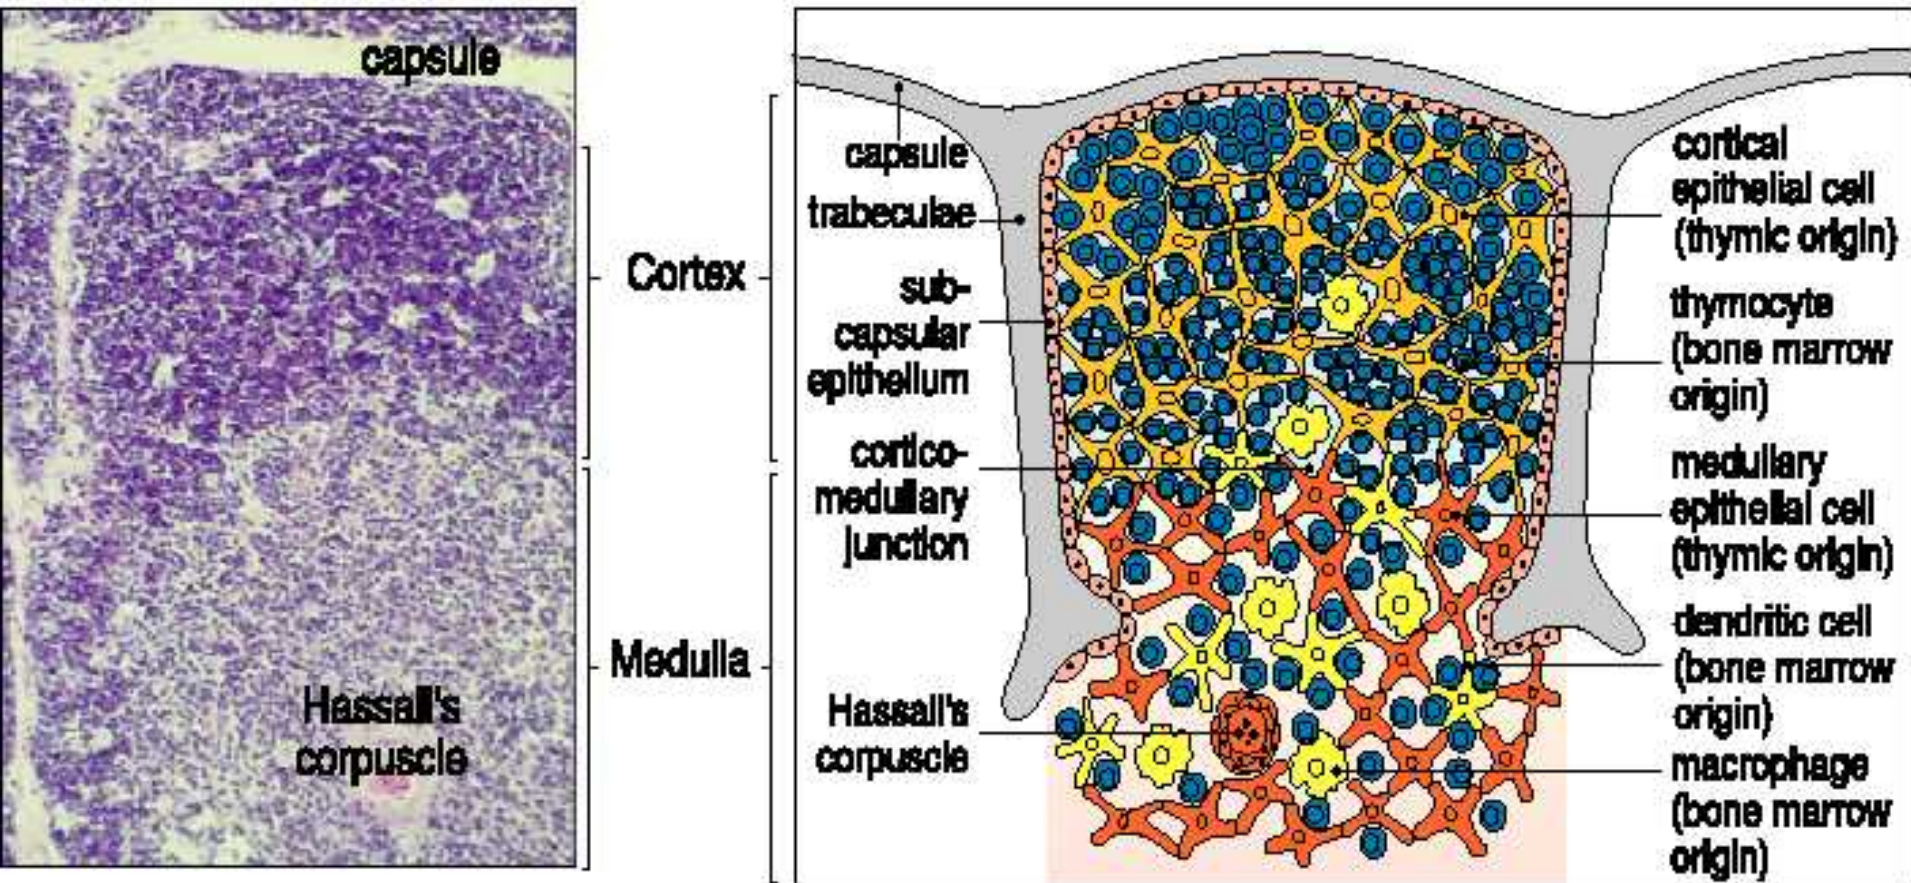 capsule
Hassall's
corpuscle
Cortex
Medulla
capsule
trabeculae
sub-
capsular
epithelium
cortico-
medullary
junction
Hassall's
corpuscle
cortical
epithelial cell
(thymic origin)
thymocyte
(bone marrow
origin)
medullary
epithelial cell
(thymic origin)
dendritic cell
(bone marrow
origin)
macrophage
(bone marrow
origin)